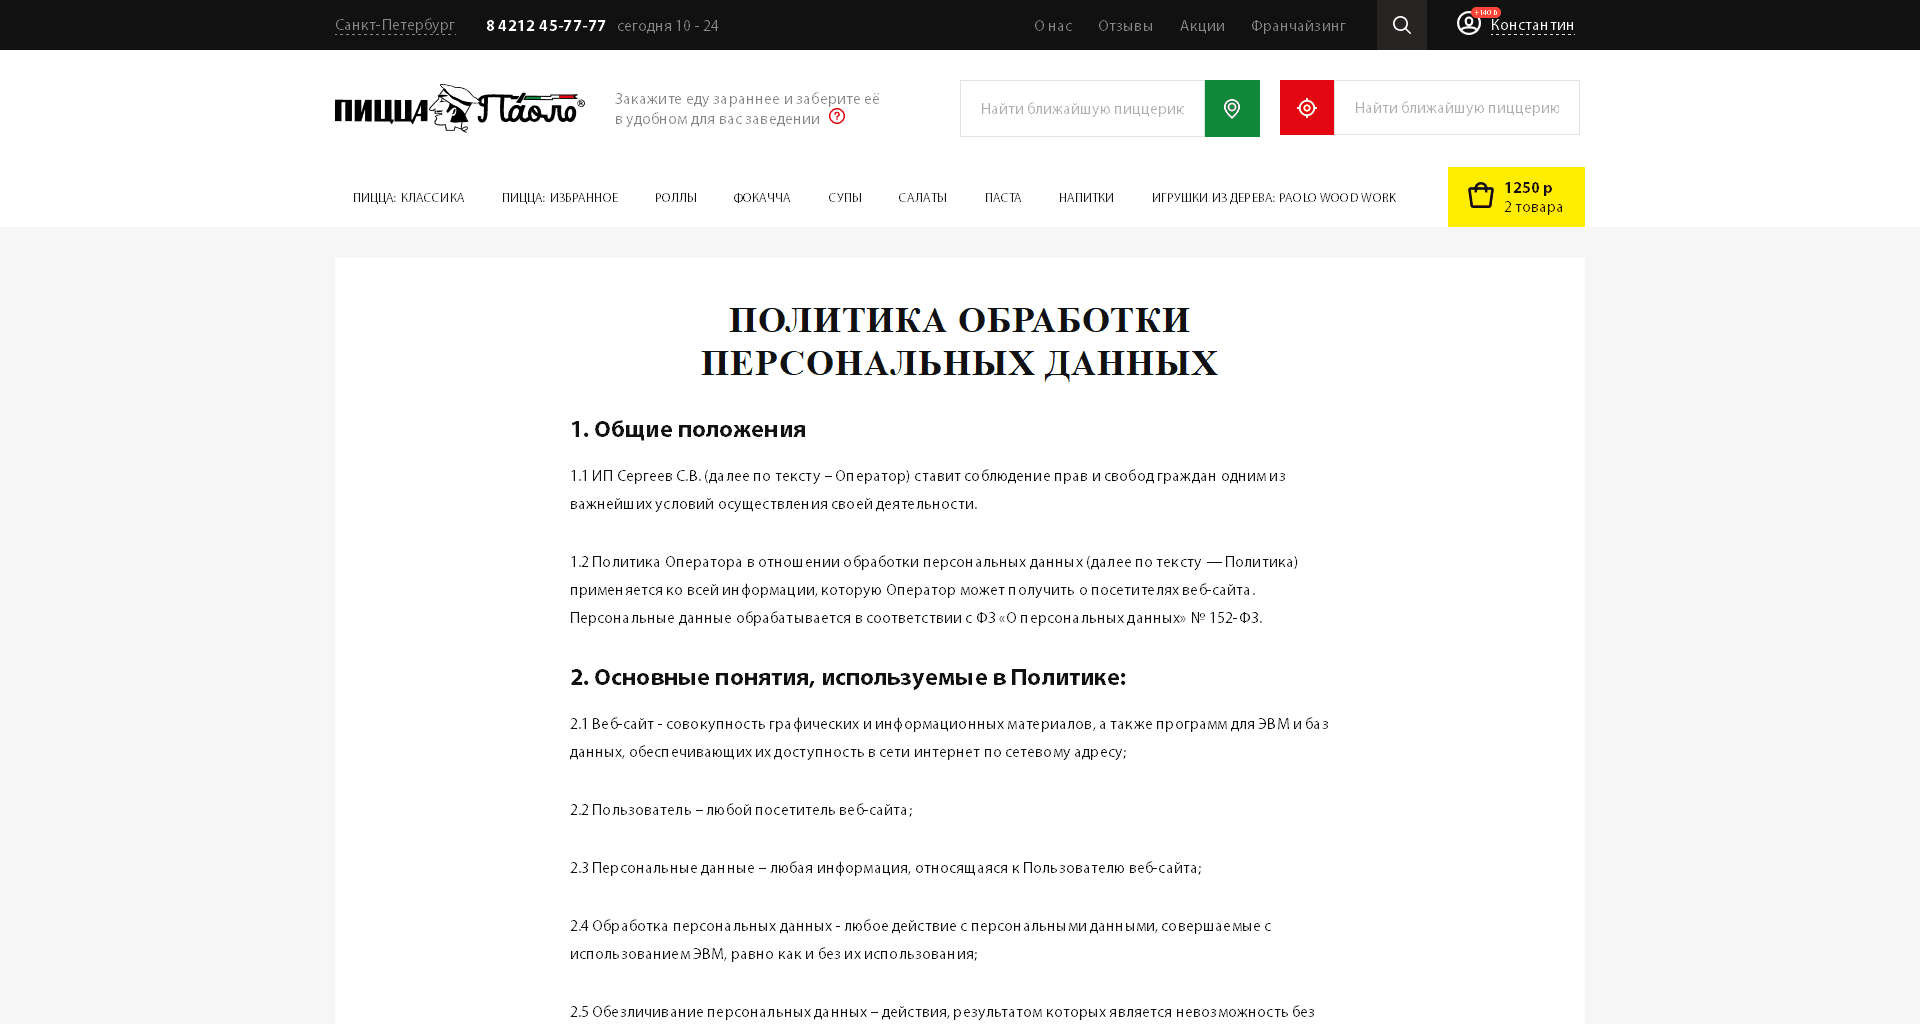 Санкт-Петербург 8 4212 45-77-77 сегодня 10 - 24 О нас Отзывы Акции Франчайзинг +140 Константин
ПИЦЦА Па́оло®
Закажите еду зараннее и заберите её
в удобном для вас заведении ?
Найти ближайшую пиццерик
Найти ближайшую пиццерию
ПИЦЦА: КЛАССИКА ПИЦЦА: ИЗБРАННОЕ РОЛЛЫ ФОКАЧЧА СУПЫ САЛАТЫ ПАСТА НАПИТКИ ИГРУШКИ ИЗ ДЕРЕВА: PAOLO WOOD WORK
1250 р
2 товара
ПОЛИТИКА ОБРАБОТКИ
ПЕРСОНАЛЬНЫХ ДАННЫХ
1. Общие положения
1.1 ИП Сергеев С.В. (далее по тексту – Оператор) ставит соблюдение прав и свобод граждан одним из
важнейших условий осуществления своей деятельности.
1.2 Политика Оператора в отношении обработки персональных данных (далее по тексту — Политика)
применяется ко всей информации, которую Оператор может получить о посетителях веб-сайта.
Персональные данные обрабатывается в соответствии с ФЗ «О персональных данных» № 152-ФЗ.
2. Основные понятия, используемые в Политике:
2.1 Веб-сайт - совокупность графических и информационных материалов, а также программ для ЭВМ и баз
данных, обеспечивающих их доступность в сети интернет по сетевому адресу;
2.2 Пользователь – любой посетитель веб-сайта;
2.3 Персональные данные – любая информация, относящаяся к Пользователю веб-сайта;
2.4 Обработка персональных данных - любое действие с персональными данными, совершаемые с
использованием ЭВМ, равно как и без их использования;
2.5 Обезличивание персональных данных – действия, результатом которых является невозможность без